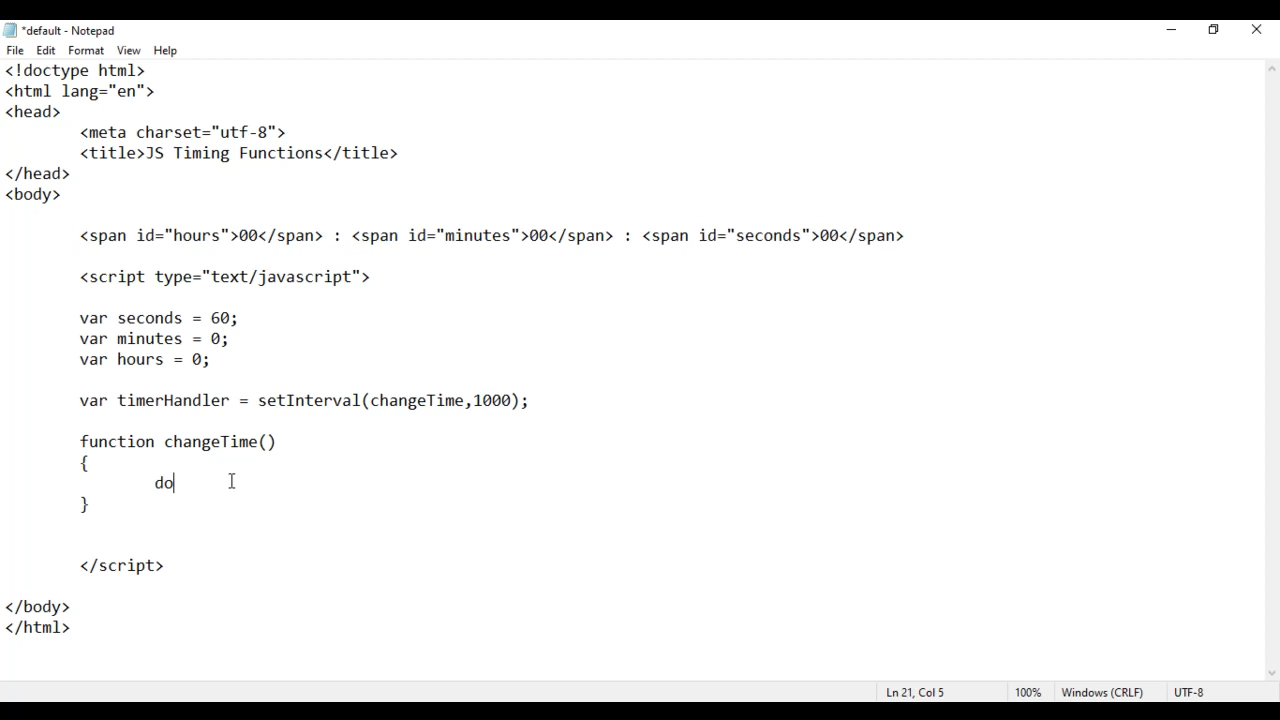 *default - Notepad
File Edit Format View Help
<!doctype html>
<html lang="en">
<head>
<meta charset="utf-8">
<title>JS Timing Functions</title>
</head>
<body>
<span id="hours">00</span> : <span id="minutes">00</span> : <span id="seconds">00</span>
<script type="text/javascript">
var seconds = 60;
var minutes = 0;
var hours = 0;
var timerHandler = setInterval(changeTime,1000);
function changeTime()
{
do
}
</script>
</body>
</html>
Ln 21, Col 5 100% Windows (CRLF) UTF-8